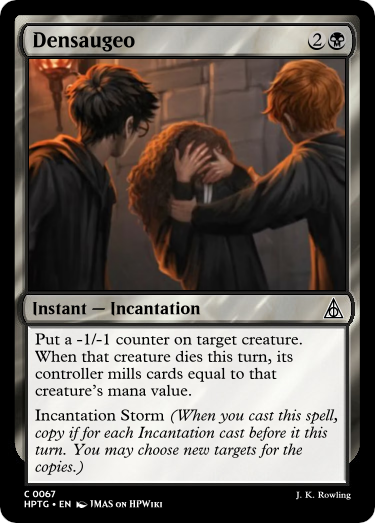 Densaugeo 2
Instant — Incantation
Put a -1/-1 counter on target creature.
When that creature dies this turn, its
controller mills cards equal to that
creature's mana value.
Incantation Storm (When you cast this spell,
copy if for each Incantation cast before it this
turn. You may choose new targets for the
copies.)
C 0067
HPTG • EN JMAS ON HPWIKI
J. K. Rowling